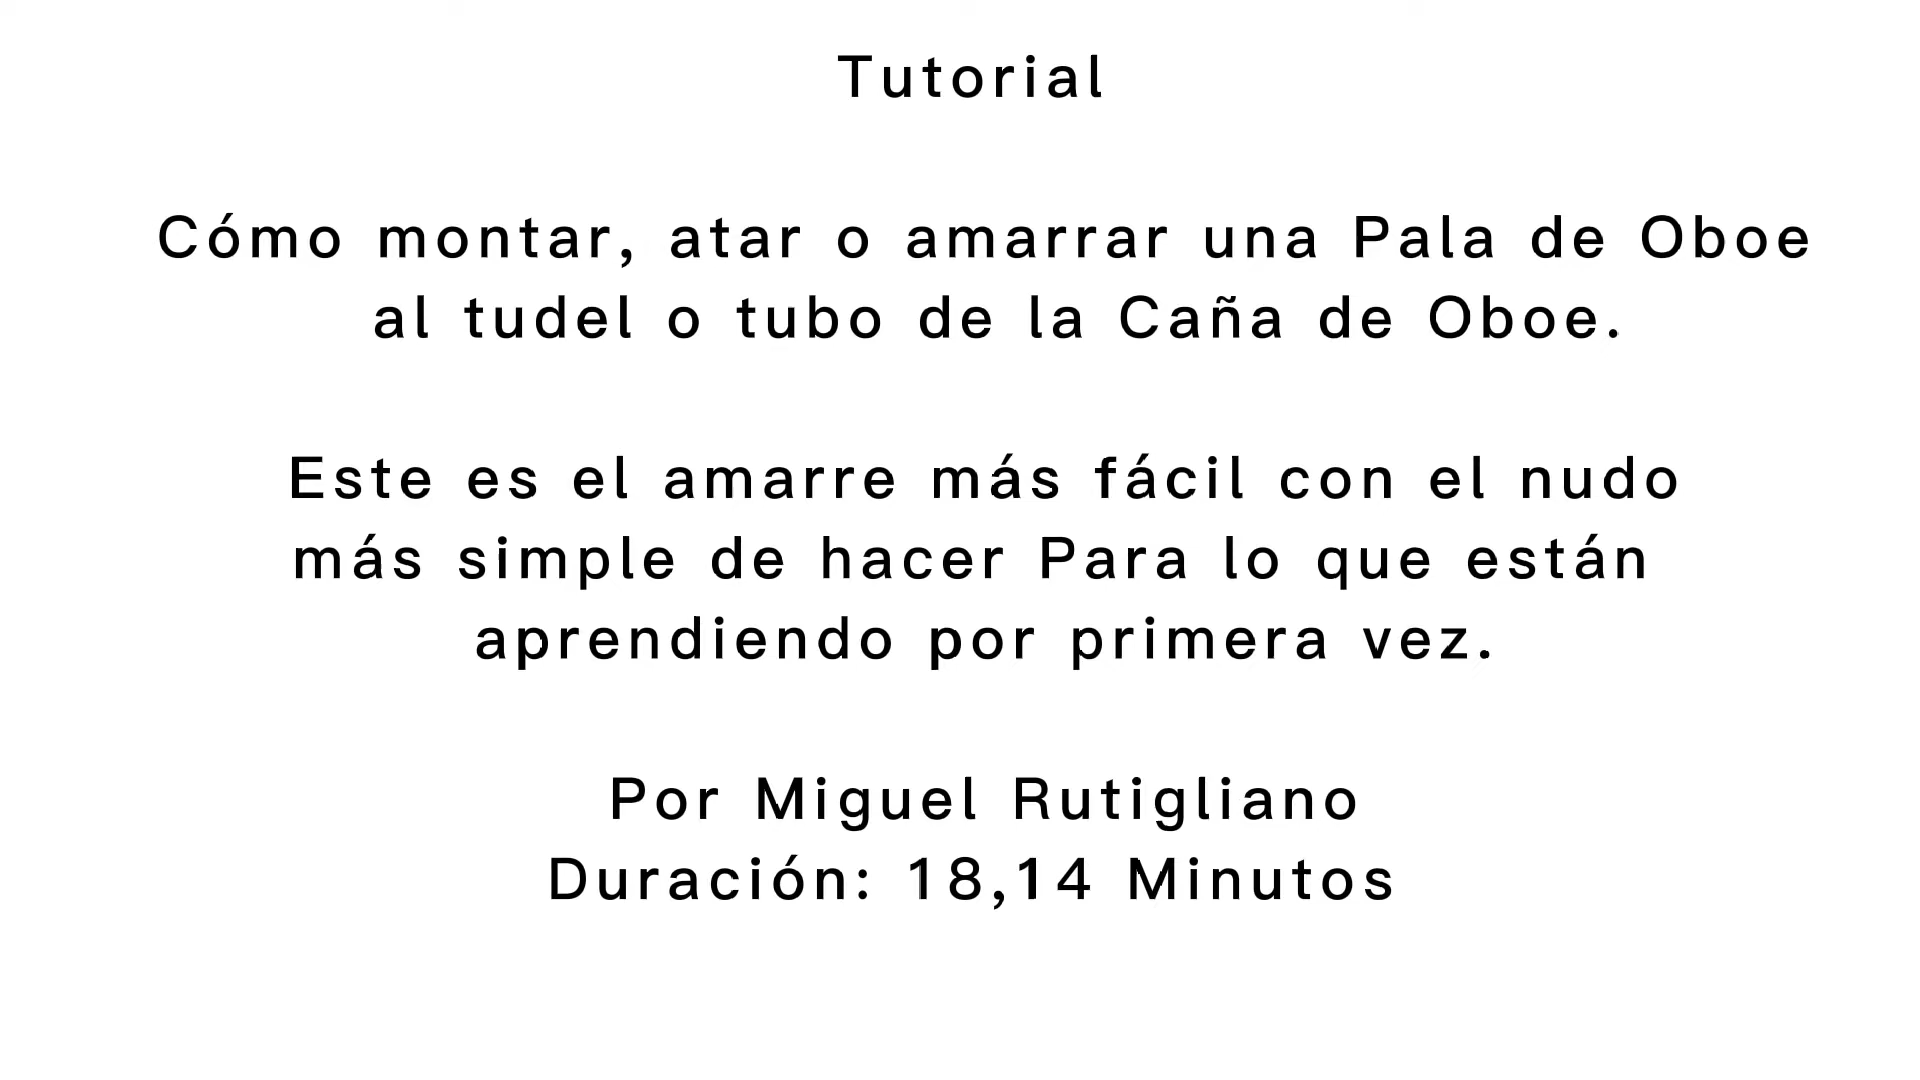 Tutorial
Cómo montar, atar o amarrar una Pala de Oboe
al tudel o tubo de la Caña de Oboe.
Este es el amarre más fácil con el nudo
más simple de hacer Para lo que están
aprendiendo por primera vez.
Por Miguel Rutigliano
Duración: 18,14 Minutos